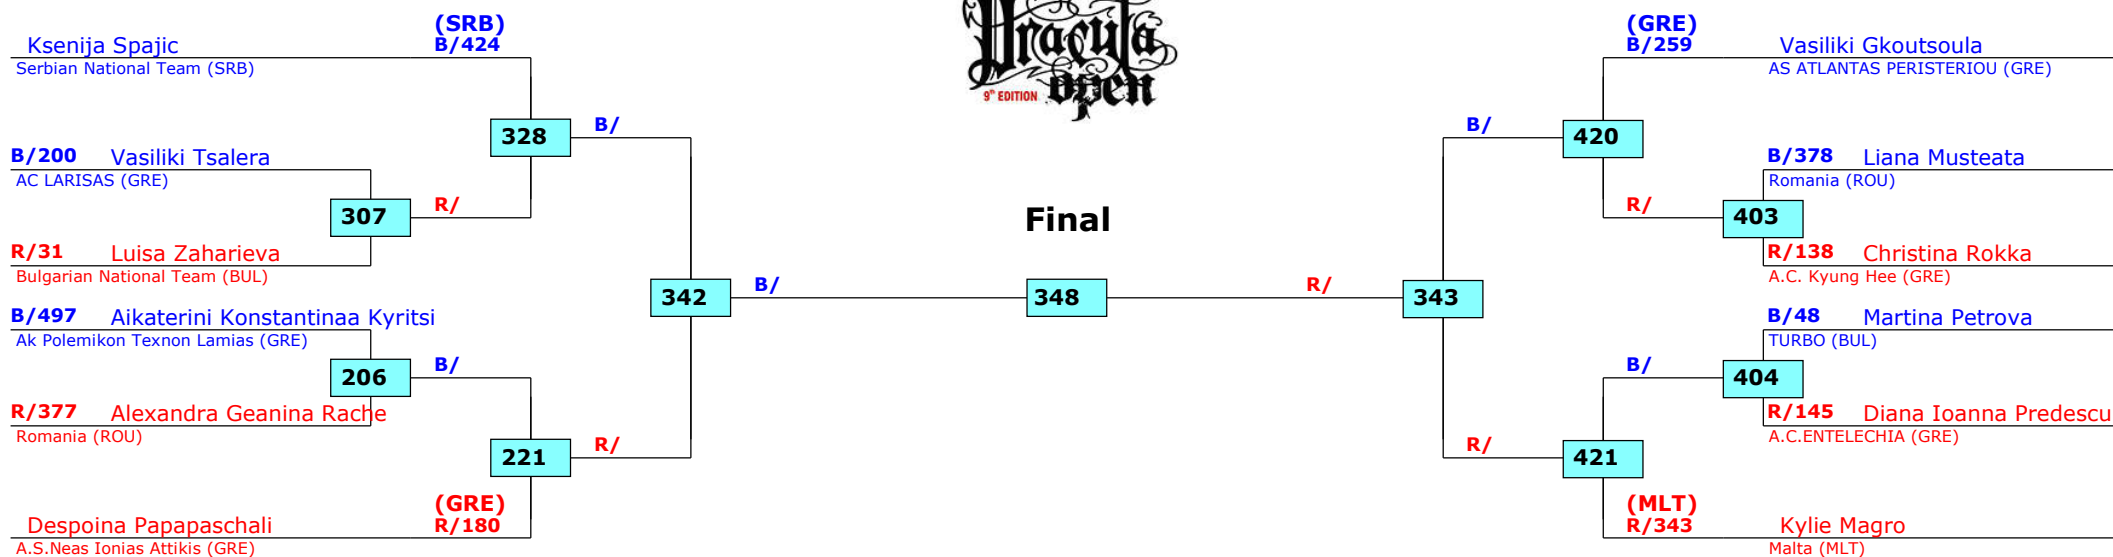 Dracula
open
9th EDITION
(SRB)
Ksenija Spajic B/424
Serbian National Team (SRB)
328
B/
B/200 Vasiliki Tsalera
AC LARISAS (GRE)
307
R/
R/31 Luisa Zaharieva
Bulgarian National Team (BUL)
342
B/
B/497 Aikaterini Konstantinaa Kyritsi
Ak Polemikon Texnon Lamias (GRE)
206
B/
R/377 Alexandra Geanina Rache
Romania (ROU)
221
R/
(GRE)
Despoina Papapaschali R/180
A.S.Neas Ionias Attikis (GRE)
Final
348
(GRE)
B/259 Vasiliki Gkoutsoula
AS ATLANTAS PERISTERIOU (GRE)
B/
420
B/378 Liana Musteata
Romania (ROU)
R/
403
R/138 Christina Rokka
A.C. Kyung Hee (GRE)
R/
343
B/48 Martina Petrova
TURBO (BUL)
B/
404
R/145 Diana Ioanna Predescu
A.C.ENTELECHIA (GRE)
R/
421
(MLT)
R/343 Kylie Magro
Malta (MLT)